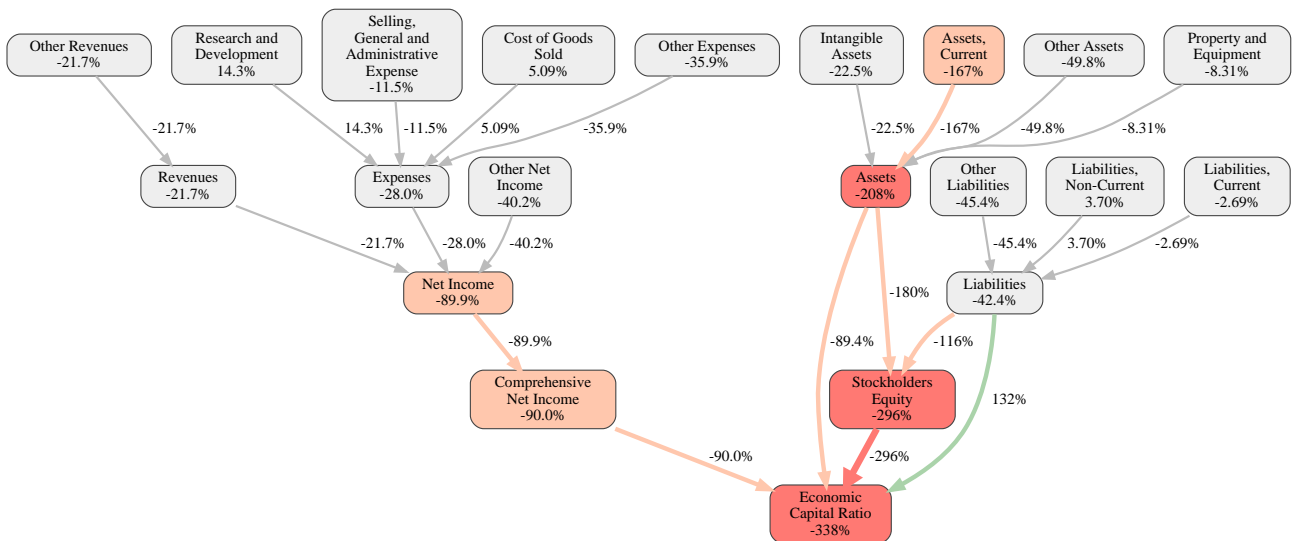 Other Revenues
-21.7%
Research and
Development
14.3%
Selling,
General and
Administrative
Expense
-11.5%
Cost of Goods
Sold
5.09%
Other Expenses
-35.9%
Intangible
Assets
-22.5%
Assets,
Current
-167%
Other Assets
-49.8%
Property and
Equipment
-8.31%
-21.7%
14.3%
-11.5%
5.09%
-35.9%
-22.5%
-167%
-49.8%
-8.31%
Revenues
-21.7%
Expenses
-28.0%
Other Net
Income
-40.2%
Assets
-208%
Other
Liabilities
-45.4%
Liabilities,
Non-Current
3.70%
Liabilities,
Current
-2.69%
-21.7%
-28.0%
-40.2%
-45.4%
3.70%
-2.69%
Net Income
-89.9%
-180%
Liabilities
-42.4%
-89.9%
-89.4%
-116%
Comprehensive
Net Income
-90.0%
Stockholders
Equity
-296%
132%
-90.0%
-296%
Economic
Capital Ratio
-338%